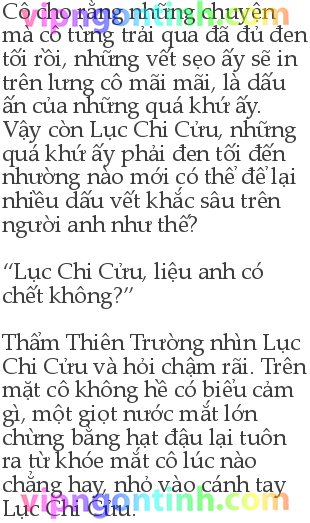 Cô cho rằng những chuyện
vipngontinh.com
mà cô từng trải qua đã đủ đen
tối rồi, những vết sẹo ấy sẽ in
trên lưng cô mãi mãi, là dấu
ấn của những quá khứ ấy.
Vậy còn Lục Chi Cửu, những
quá khứ ấy phải đen tối đến
nhường nào mới có thể để lại
nhiều dấu vết khắc sâu trên
người anh như thế?
“Lục Chi Cửu, liệu anh có
chết không?”
Thẩm Thiên Trường nhìn Lục
Chi Cửu và hỏi chậm rãi. Trên
mặt cô không hề có biểu cảm
gì, một giọt nước mắt lớn
chừng bằng hạt đậu lại tuôn
ra từ khóe mắt cô lúc nào
chẳng hay, nhỏ vào cánh tay
vipngontinh.com
Lục Chi Cửu.